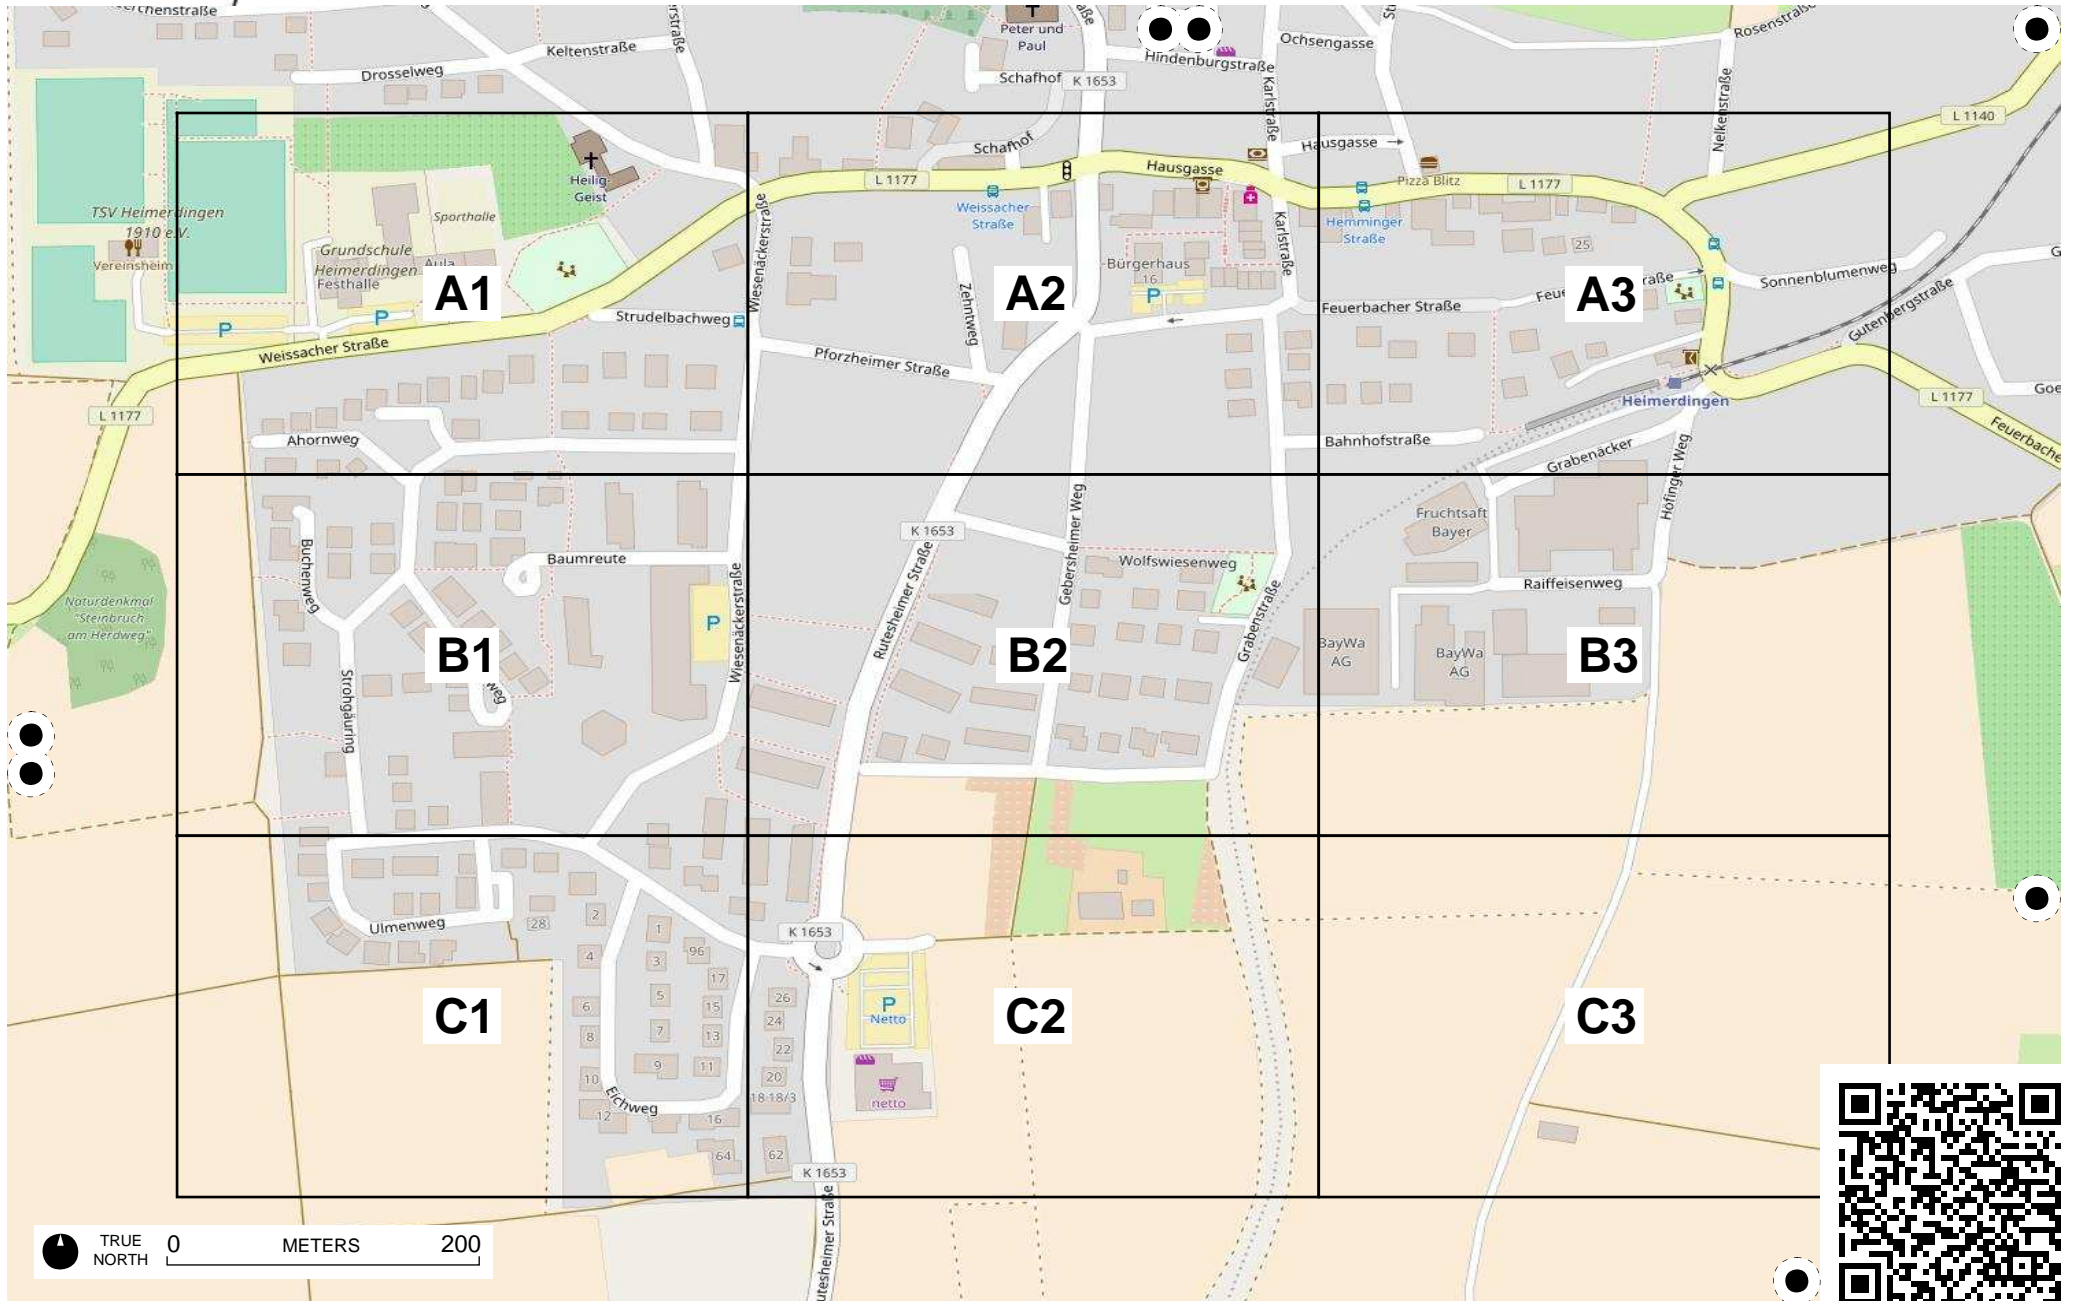 Keltenstraße
Drosselweg
Peter und
Paul
Schafhof
K 1653
Hindenburgstraße
Ochsengasse
Karlstraße
Rosenstraße
Nelkenstraße
L 1140
Heilig-
Geist
TSV Heimerdingen
1910 e.V.
Vereinsheim
Sporthalle
Grundschule
Heimerdingen
Festhalle
Aula
A1
P
P
Weissacher Straße
Strudelbachweg
Wiesenäckerstraße
L 1177
Ahornweg
L 1177
Schafhof
Hausgasse
Weissacher
Straße
Bürgerhaus
16
P
A2
Zehntweg
Pforzheimer Straße
Karlstraße
Hausgasse
Pizza Blitz
L 1177
Hemminger
Straße
25
A3
Feuerbacher Straße
Sonnenblumenweg
Gutenbergstraße
Heimerdingen
L 1177
Bahnhofstraße
Grabenäcker
Höfinger Weg
Naturdenkmal
"Steinbruch
am Herdweg"
Buchenweg
Baumreute
B1
P
Strohgäuring
Wiesenäckerstraße
K 1653
Rutesheimer Straße
Gebersheimer Weg
Wolfswiesenweg
Grabenstraße
B2
Fruchtsaft
Bayer
Raiffeisenweg
BayWa
AG
BayWa
AG
B3
Ulmenweg
28
2
1
4
3
96
17
C1
6
5
15
8
7
13
9
11
10
Eichweg
12
16
64
K 1653
26
24
22
20
18-18/3
62
P
Netto
netto
C2
K 1653
Rutesheimer Straße
C3
TRUE
NORTH
0 METERS 200